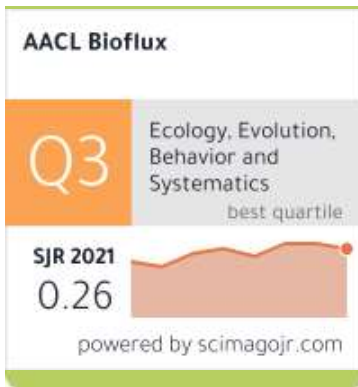 AACL Bioflux
Q3
Ecology, Evolution,
Behavior and
Systematics
best quartile
SJR 2021
0.26
powered by scimagojr.com